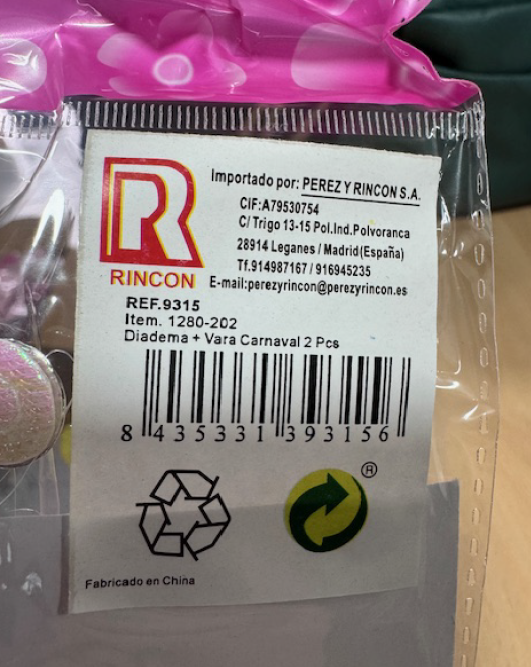 R
RINCON
Importado por: PEREZ Y RINCON S.A.
CIF:A79530754
C/ Trigo 13-15 Pol.Ind.Polvoranca
28914 Leganes / Madrid(España)
Tf.914987167 / 916945235
E-mail:perezyrincon@perezyrincon.es
REF.9315
Item. 1280-202
Diadema + Vara Carnaval 2 Pcs
8 435331 393156
®
Fabricado en China